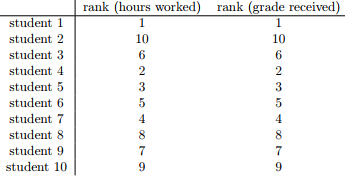 rank (hours worked) rank (grade received)
student 1 1 1
student 2 10 10
student 3 6 6
student 4 2 2
student 5 3 3
student 6 5 5
student 7 4 4
student 8 8 8
student 9 7 7
student 10 9 9